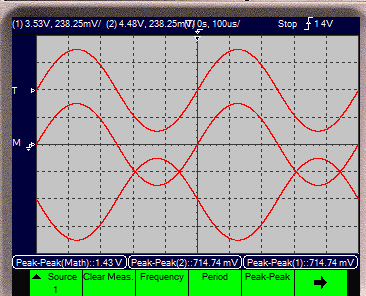 (1) 3.53V, 238.25mV/ (2) 4.48V, 238.25mV/ 0s, 100us/ Stop 1 4V
T
M
Peak-Peak(Math)::1.43 V Peak-Peak(2)::714.74 mV Peak-Peak(1)::714.74 mV
Source Clear Meas. Frequency Period Peak-Peak
1